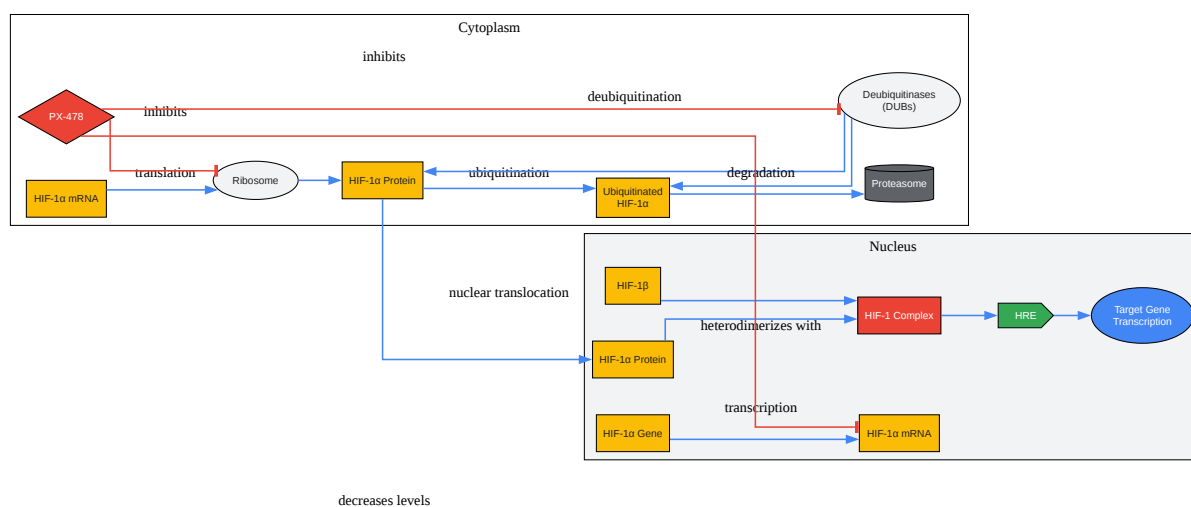 Cytoplasm
inhibits
Deubiquitinases
(DUBs)
deubiquitination
inhibits
PX-478
translation
Ribosome
HIF-1α Protein
ubiquitination
degradation
Proteasome
HIF-1α mRNA
Ubiquitinated
HIF-1α
Nucleus
HIF-1β
nuclear translocation
HIF-1 Complex
HRE
Target Gene
Transcription
heterodimerizes with
HIF-1α Protein
transcription
HIF-1α Gene
HIF-1α mRNA
decreases levels